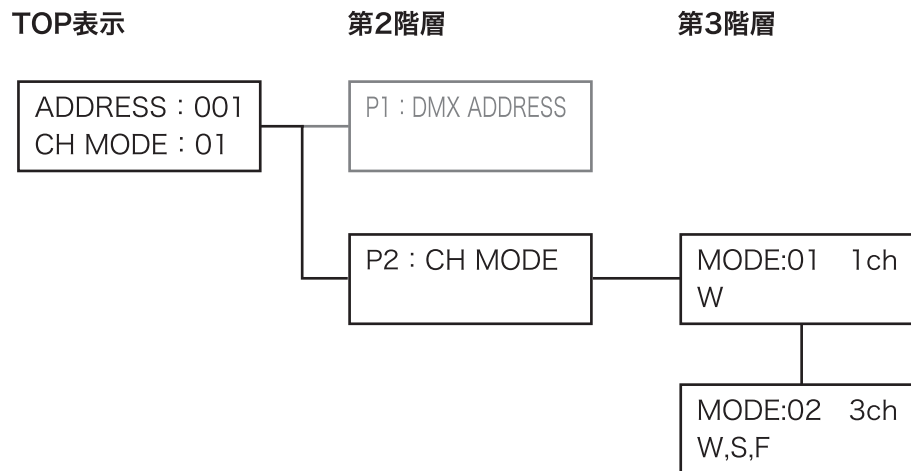 TOP表示
第2階層
第3階層
ADDRESS：001
CH MODE：01
P1：DMX ADDRESS
P2：CH MODE
MODE:01 1ch
W
MODE:02 3ch
W,S,F